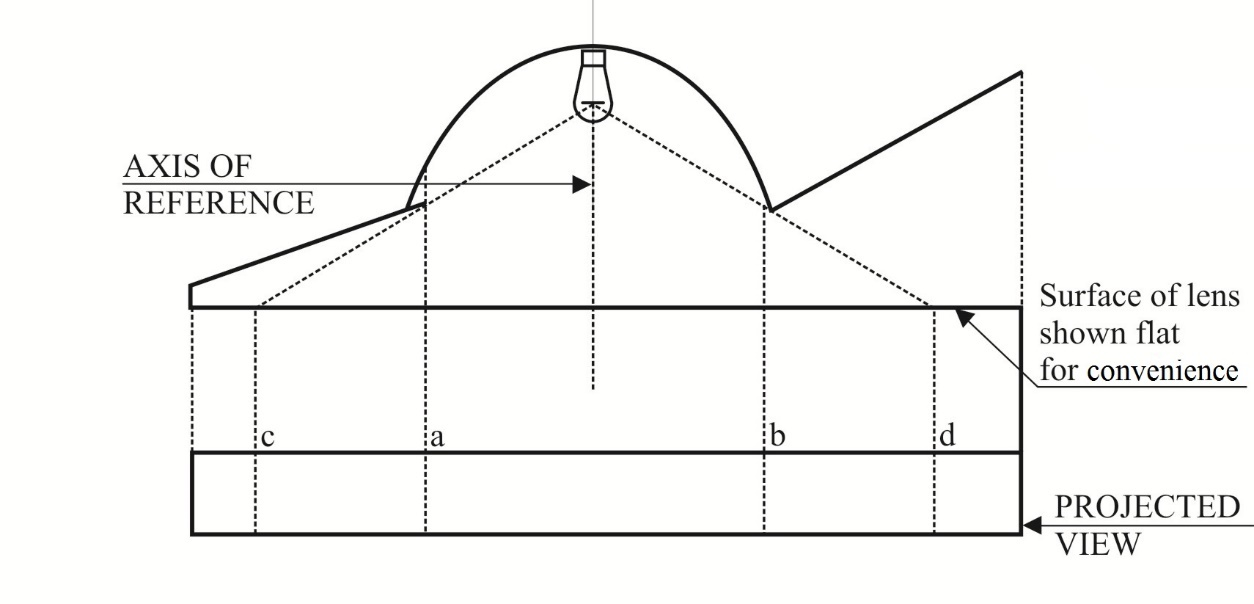 AXIS OF
REFERENCE
Surface of lens
shown flat
for convenience
c
a
b
d
PROJECTED
VIEW